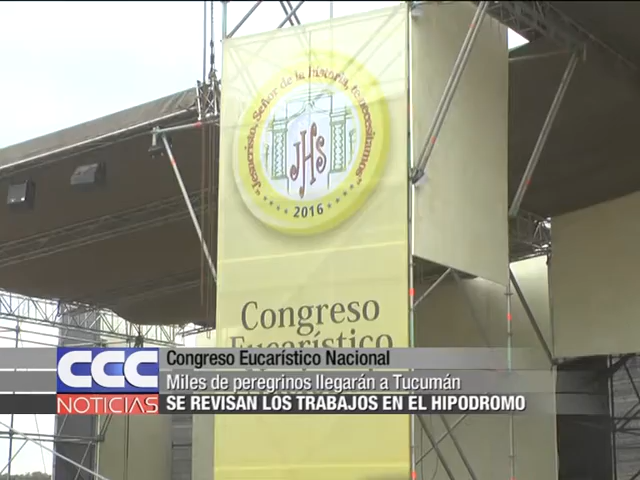 "Jesucristo, Señor de la historia, te necesitamos"
JHS
2016
Congreso
Eucarístico
CCC
NOTICIAS
Congreso Eucarístico Nacional
Miles de peregrinos llegarán a Tucumán
SE REVISAN LOS TRABAJOS EN EL HIPODROMO